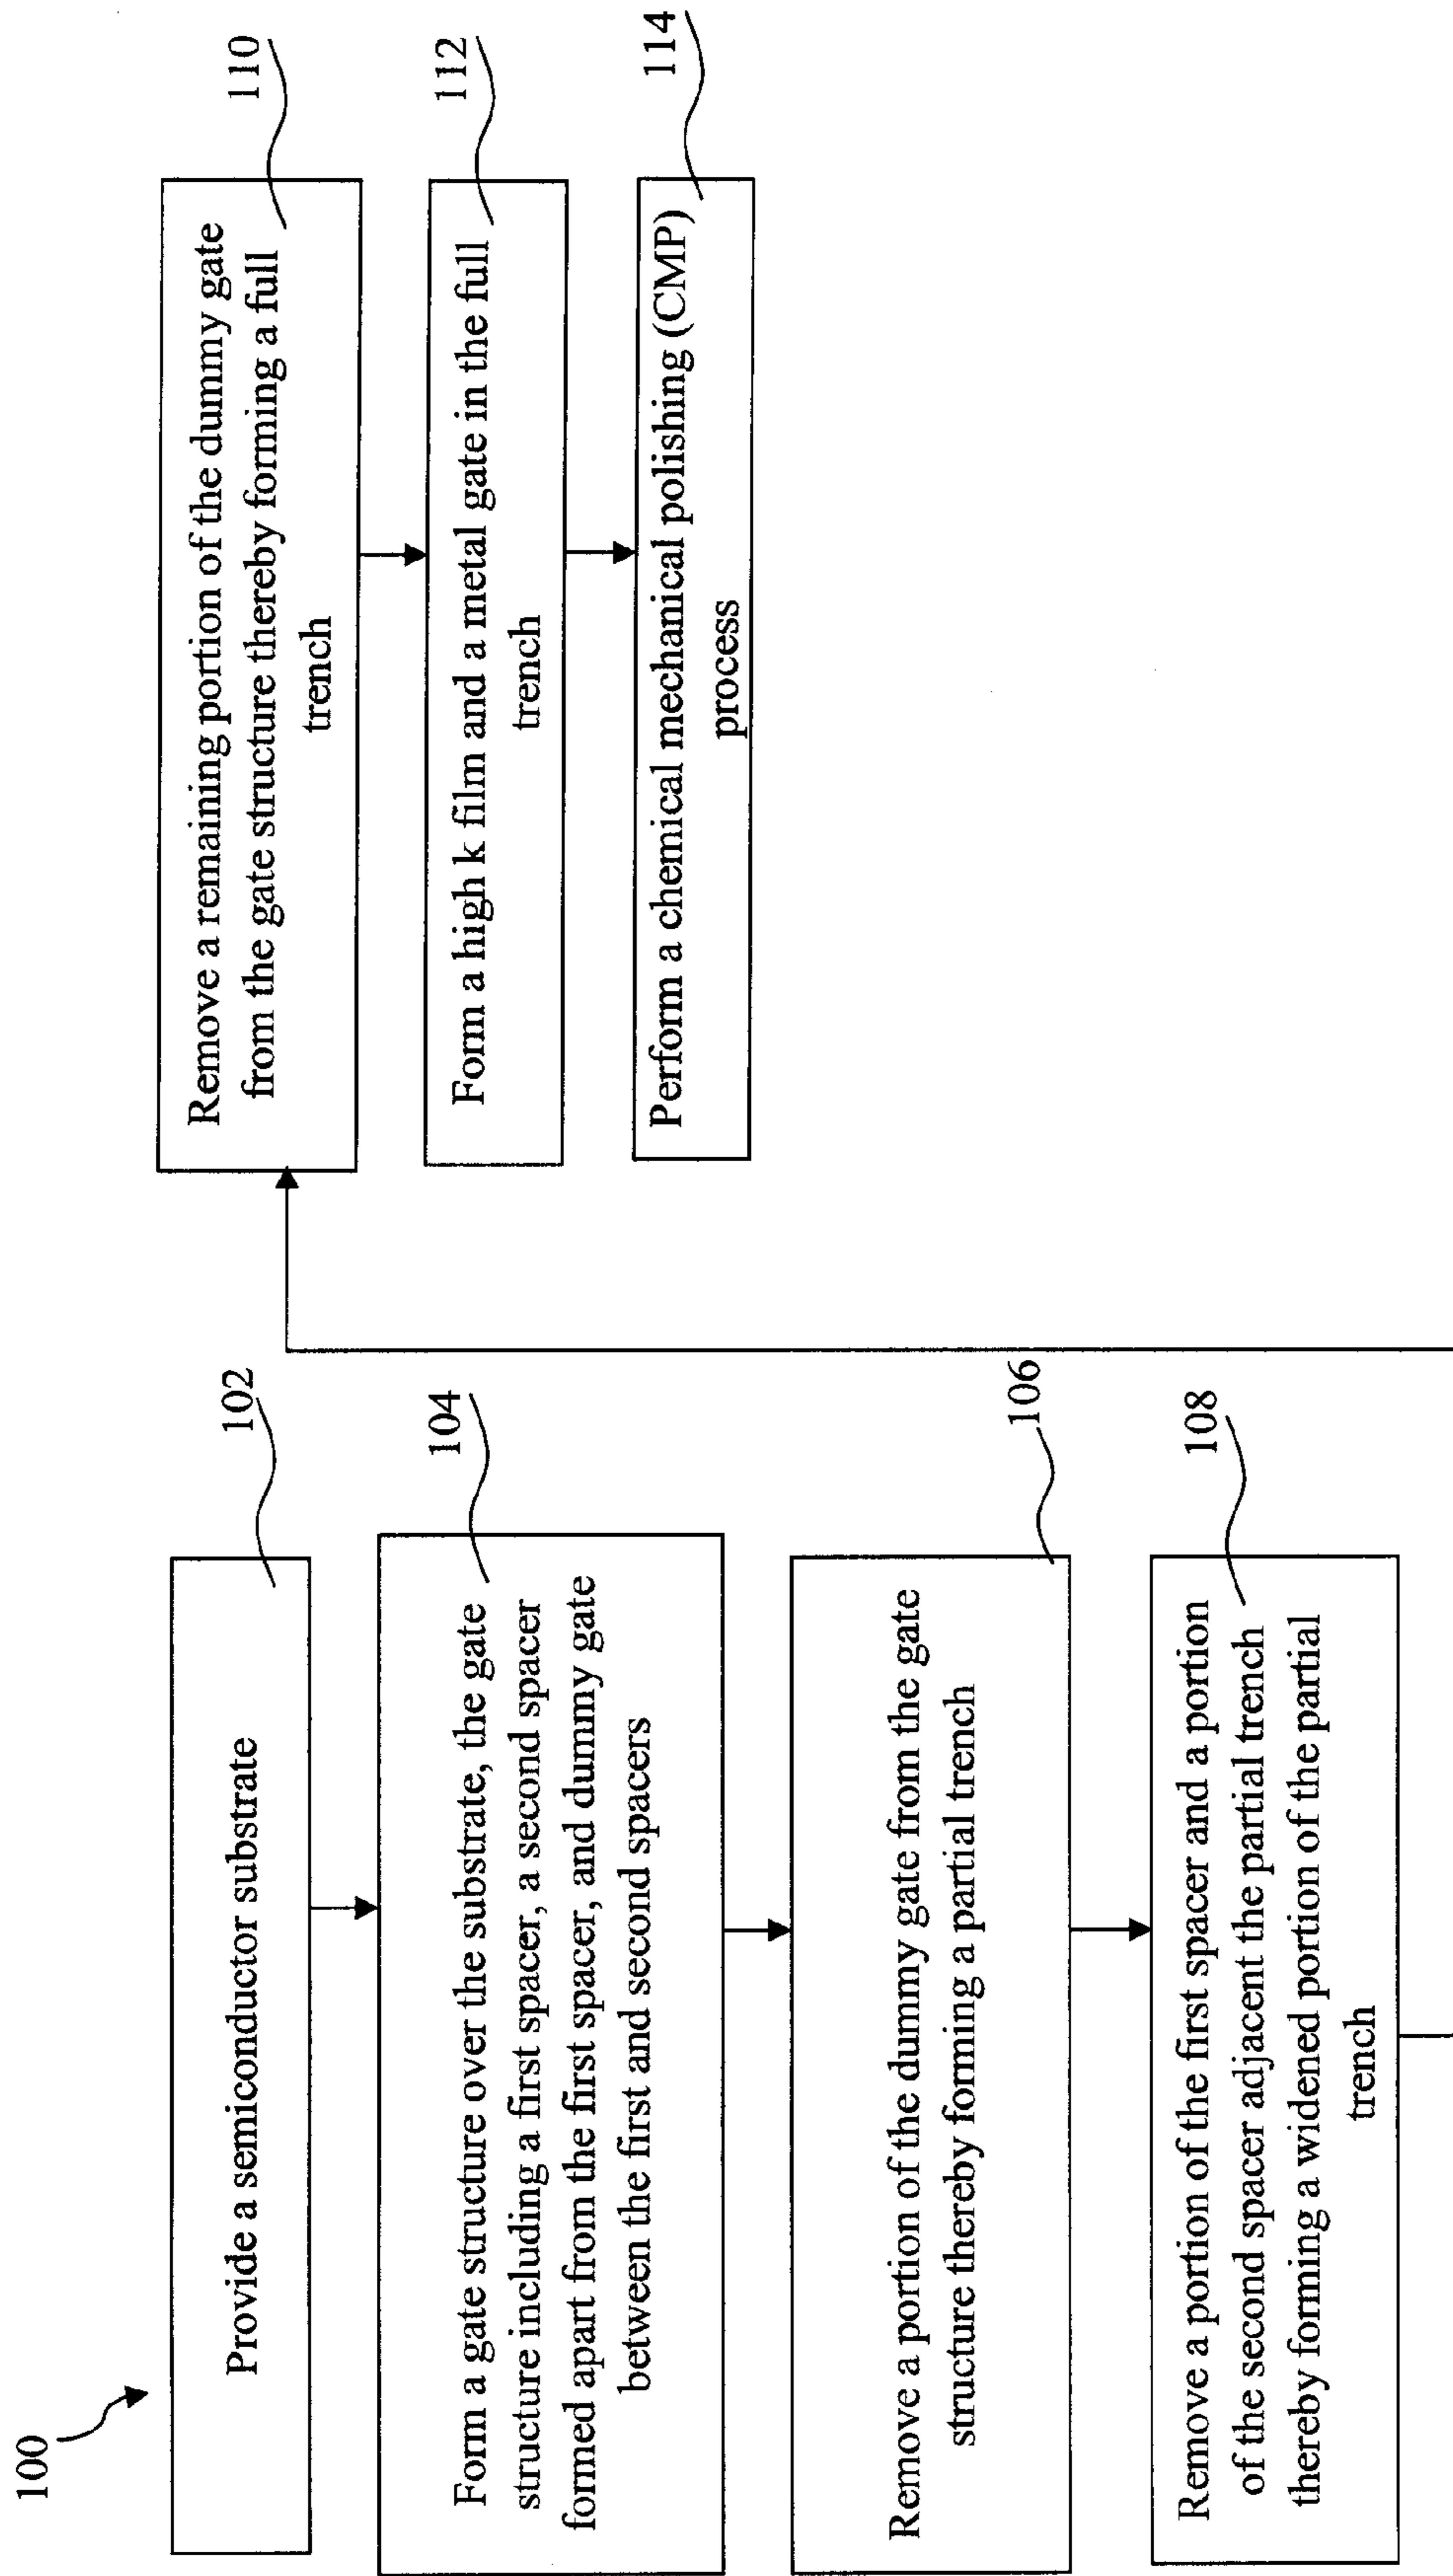 100
102
Provide a semiconductor substrate
104
Form a gate structure over the substrate, the gate
structure including a first spacer, a second spacer
formed apart from the first spacer, and dummy gate
between the first and second spacers
106
Remove a portion of the dummy gate from the gate
structure thereby forming a partial trench
108
Remove a portion of the first spacer and a portion
of the second spacer adjacent the partial trench
thereby forming a widened portion of the partial
trench
110
Remove a remaining portion of the dummy gate
from the gate structure thereby forming a full
trench
112
Form a high k film and a metal gate in the full
trench
114
Perform a chemical mechanical polishing (CMP)
process